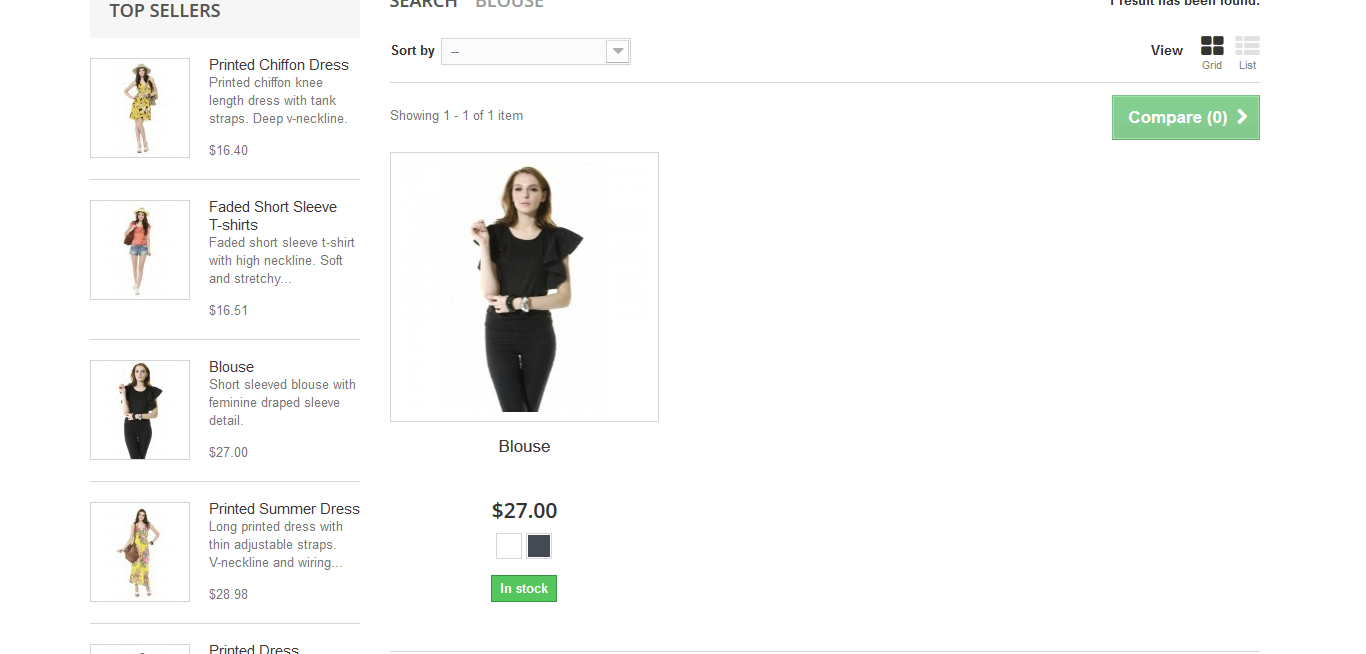 TOP SELLERS
Printed Chiffon Dress
Printed chiffon knee
length dress with tank
straps. Deep v-neckline.
$16.40
Faded Short Sleeve
T-shirts
Faded short sleeve t-shirt
with high neckline. Soft
and stretchy...
$16.51
Blouse
Short sleeved blouse with
feminine draped sleeve
detail.
$27.00
Printed Summer Dress
Long printed dress with
thin adjustable straps.
V-neckline and wiring...
$28.98
Printed Dress
SEARCH BLOUSE
1 result has been found.
Sort by --
View
Grid
List
Showing 1 - 1 of 1 item
Compare (0)
Blouse
$27.00
In stock